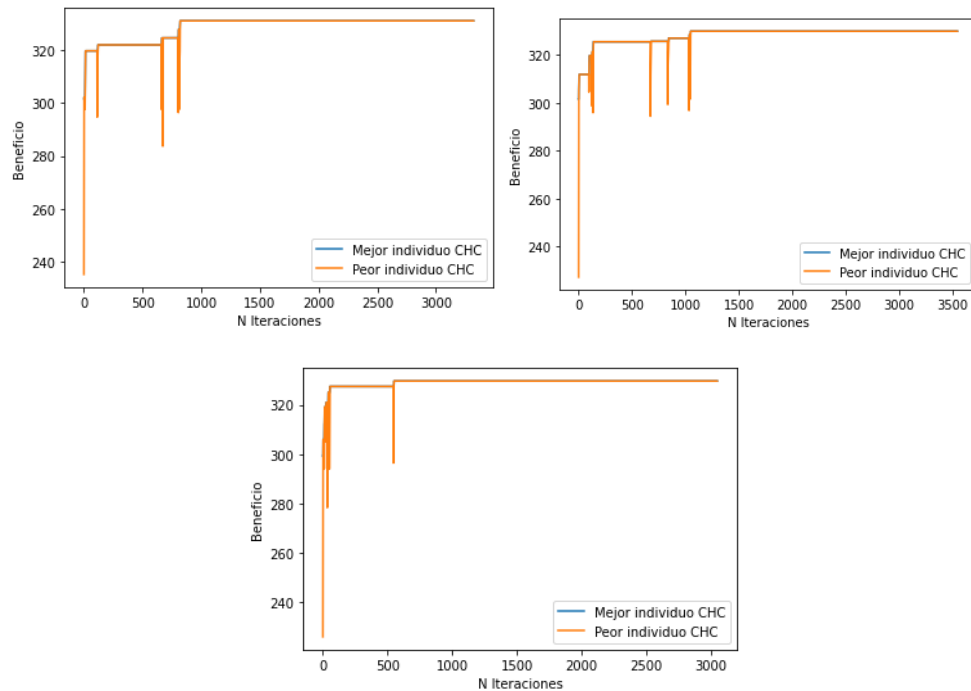 320
300
280
260
240
Beneficio
Mejor individuo CHC
Peor individuo CHC
0 500 1000 1500 2000 2500 3000
N Iteraciones
320
300
280
260
240
Beneficio
Mejor individuo CHC
Peor individuo CHC
0 500 1000 1500 2000 2500 3000 3500
N Iteraciones
320
300
280
260
240
Beneficio
Mejor individuo CHC
Peor individuo CHC
0 500 1000 1500 2000 2500 3000
N Iteraciones